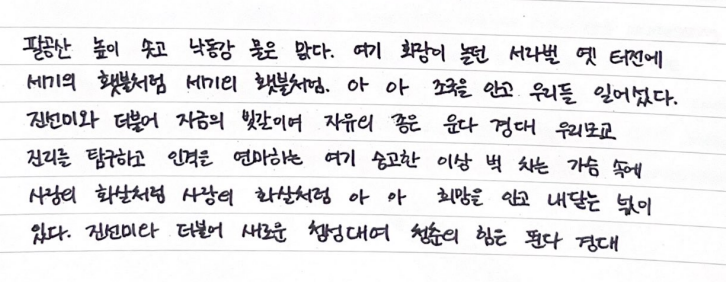 팔공산 높이 솟고 낙동강 물은 맑다. 여기 화랑이 놀던 서라벌 옛 터전에
세기의 횃불처럼 세기의 횃불처럼. 아 아 조국을 안고 우리들 일어섰다.
진선미와 더불어 자금의 빛깔이여 자유의 종은 운다 경대 우리모교
진리를 탐구하고 인격은 연마하는 여기 숭고한 이상 벅 차는 가슴 속에
사랑의 화살처럼 사랑의 화살처럼 아 아 희망을 안고 내닫는 넋이
있다. 진선미와 더불어 새로운 첨성대여 청춘의 힘은 뛴다 경대